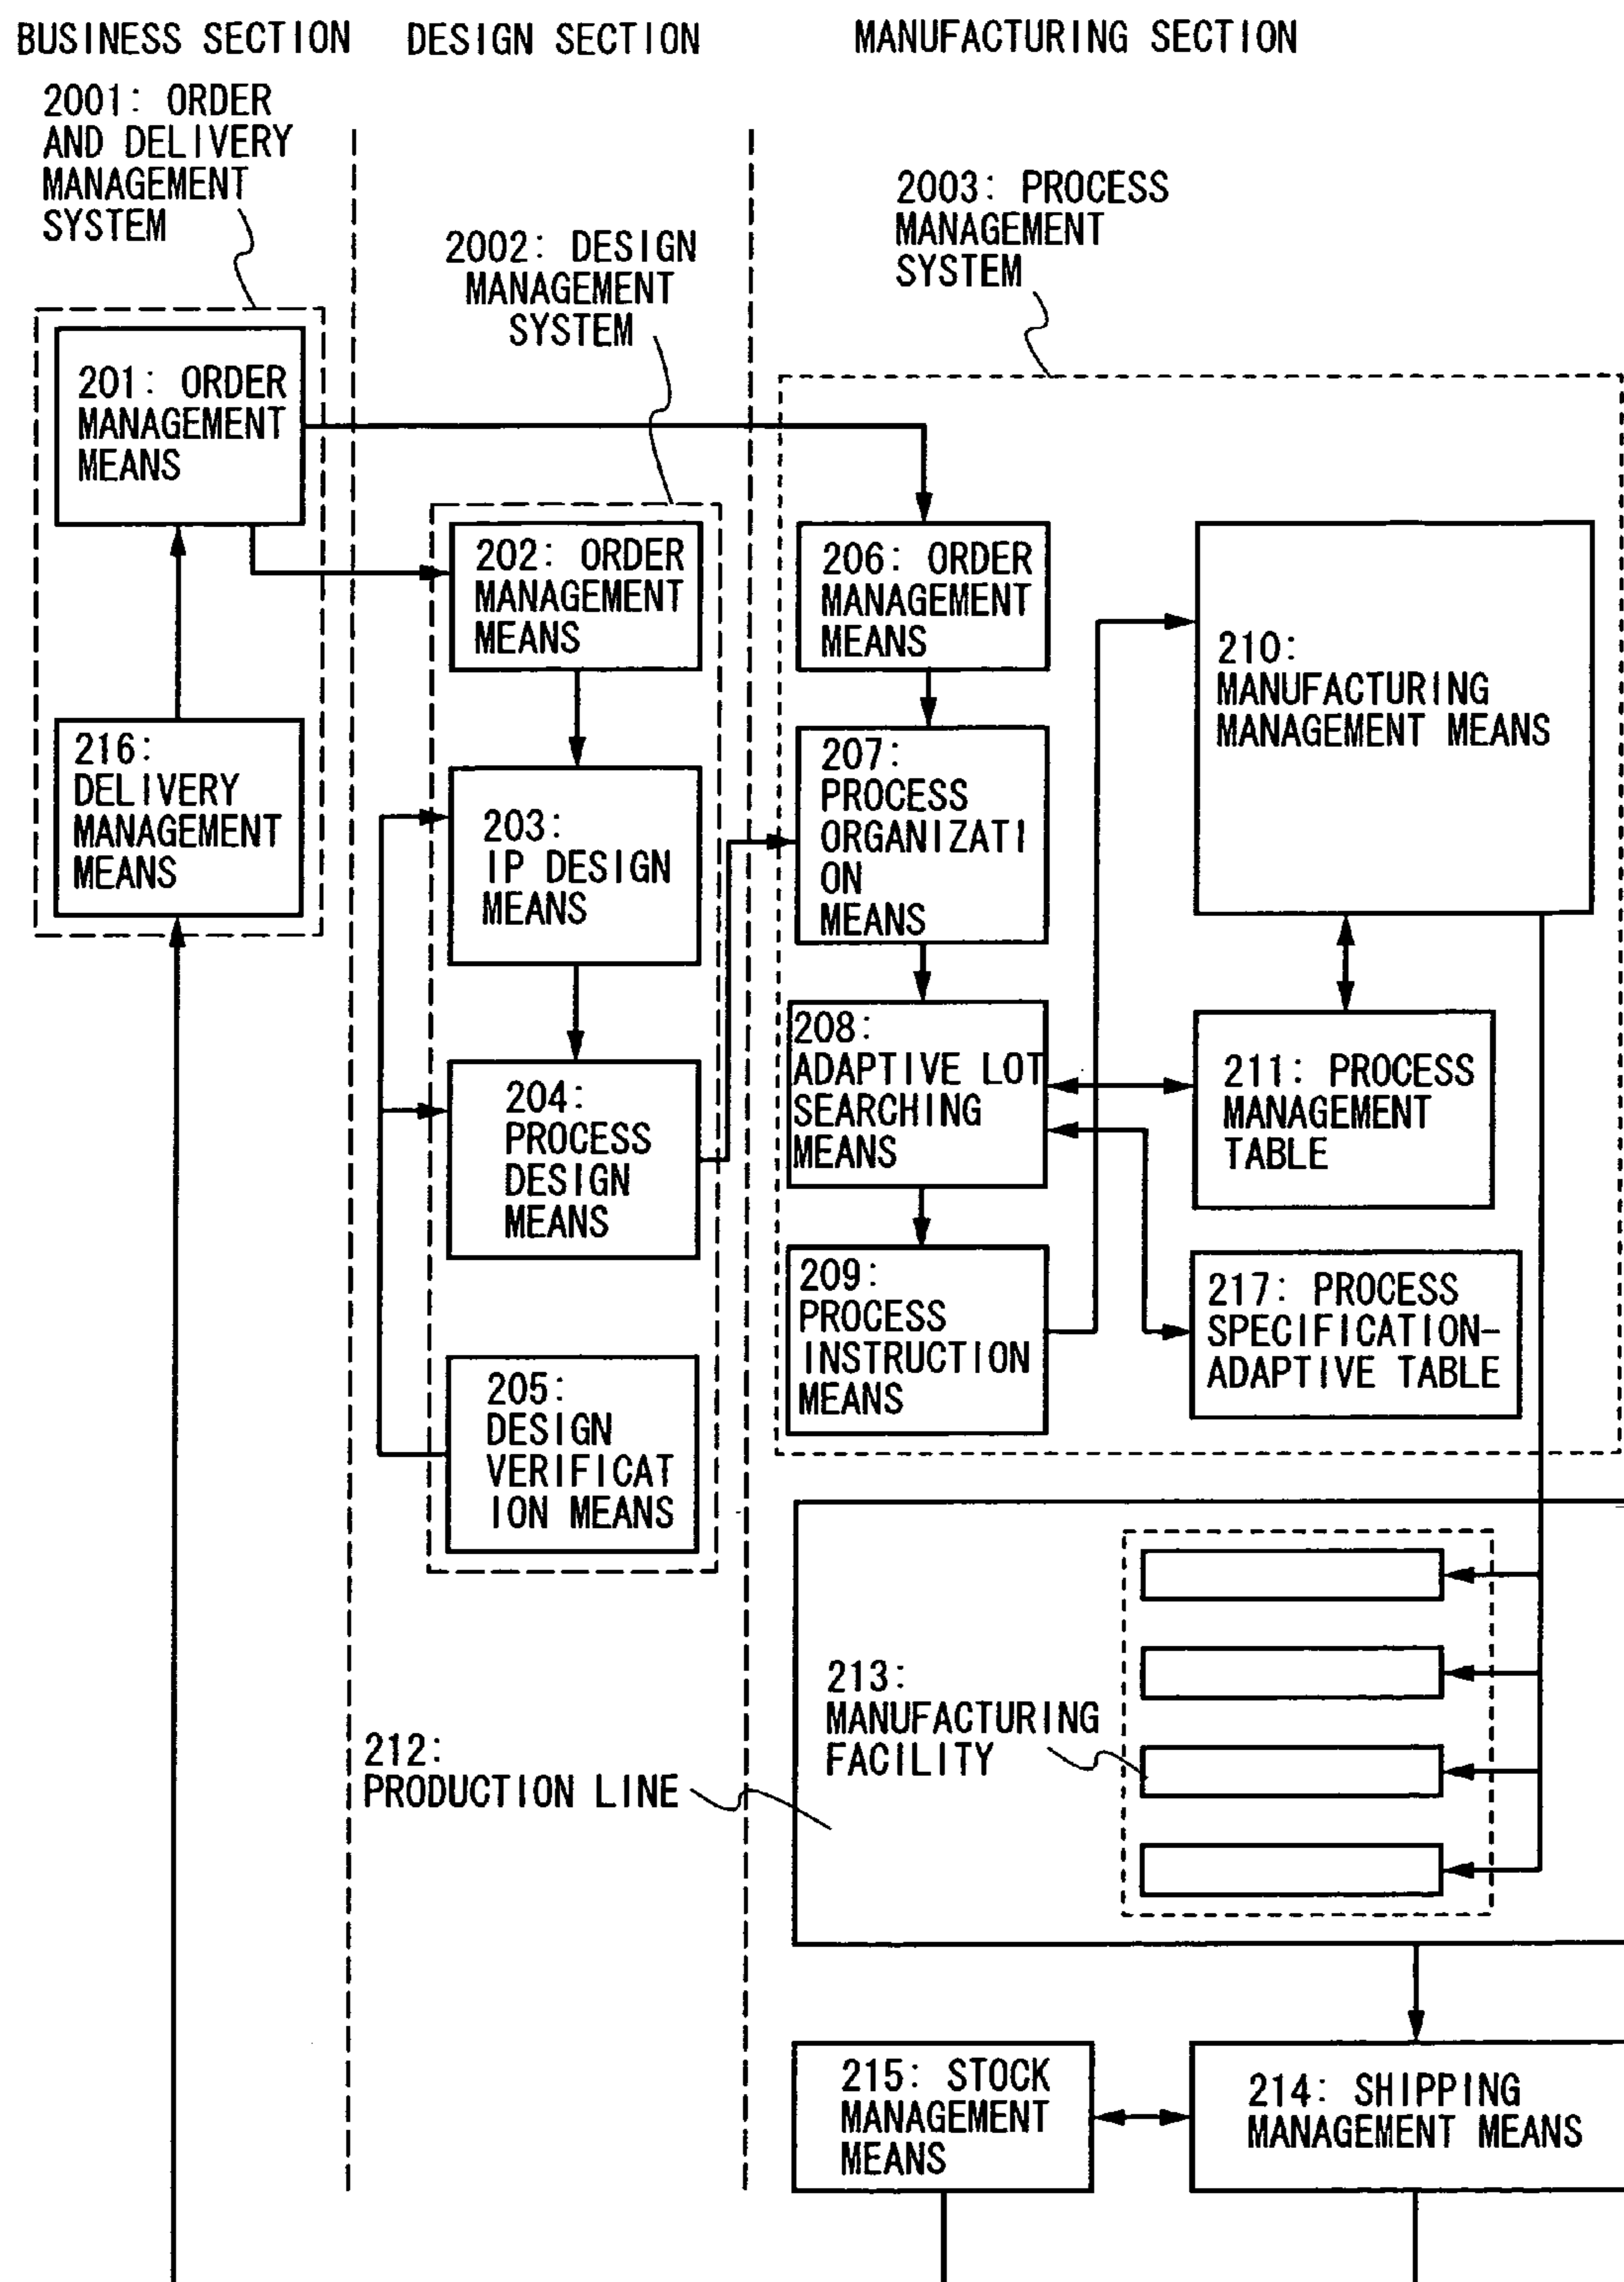 BUSINESS SECTION
DESIGN SECTION
MANUFACTURING SECTION
2001: ORDER
AND DELIVERY
MANAGEMENT
SYSTEM
2002: DESIGN
MANAGEMENT
SYSTEM
2003: PROCESS
MANAGEMENT
SYSTEM
201: ORDER
MANAGEMENT
MEANS
216:
DELIVERY
MANAGEMENT
MEANS
202: ORDER
MANAGEMENT
MEANS
203:
IP DESIGN
MEANS
204:
PROCESS
DESIGN
MEANS
205:
DESIGN
VERIFICAT
ION MEANS
206: ORDER
MANAGEMENT
MEANS
207:
PROCESS
ORGANIZATI
ON
MEANS
208:
ADAPTIVE LOT
SEARCHING
MEANS
209:
PROCESS
INSTRUCTION
MEANS
210:
MANUFACTURING
MANAGEMENT MEANS
211: PROCESS
MANAGEMENT
TABLE
217: PROCESS
SPECIFICATION-
ADAPTIVE TABLE
212:
PRODUCTION LINE
213:
MANUFACTURING
FACILITY
215: STOCK
MANAGEMENT
MEANS
214: SHIPPING
MANAGEMENT MEANS